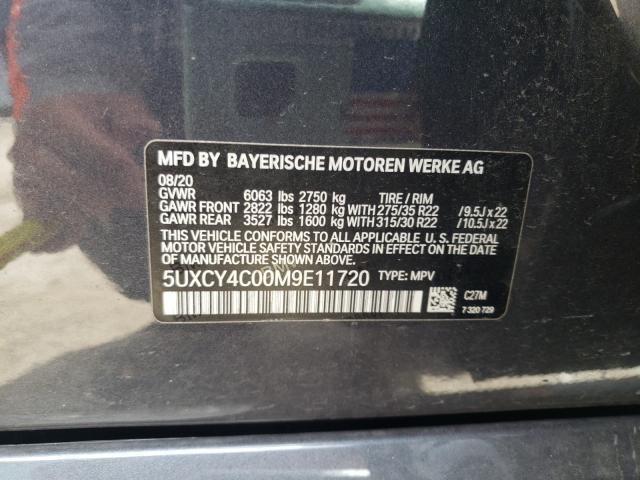 MFD BY BAYERISCHE MOTOREN WERKE AG
08/20
GVWR 6063 lbs 2750 kg TIRE / RIM
GAWR FRONT 2822 lbs 1280 kg WITH 275/35 R22 /9.5J x 22
GAWR REAR 3527 lbs 1600 kg WITH 315/30 R22 /10.5J x 22
THIS VEHICLE CONFORMS TO ALL APPLICABLE U. S. FEDERAL
MOTOR VEHICLE SAFETY STANDARDS IN EFFECT ON THE DATE
OF MANUFACTURE SHOWN ABOVE.
5UXCY4C00M9E11720 TYPE: MPV
C27M
7 320 729